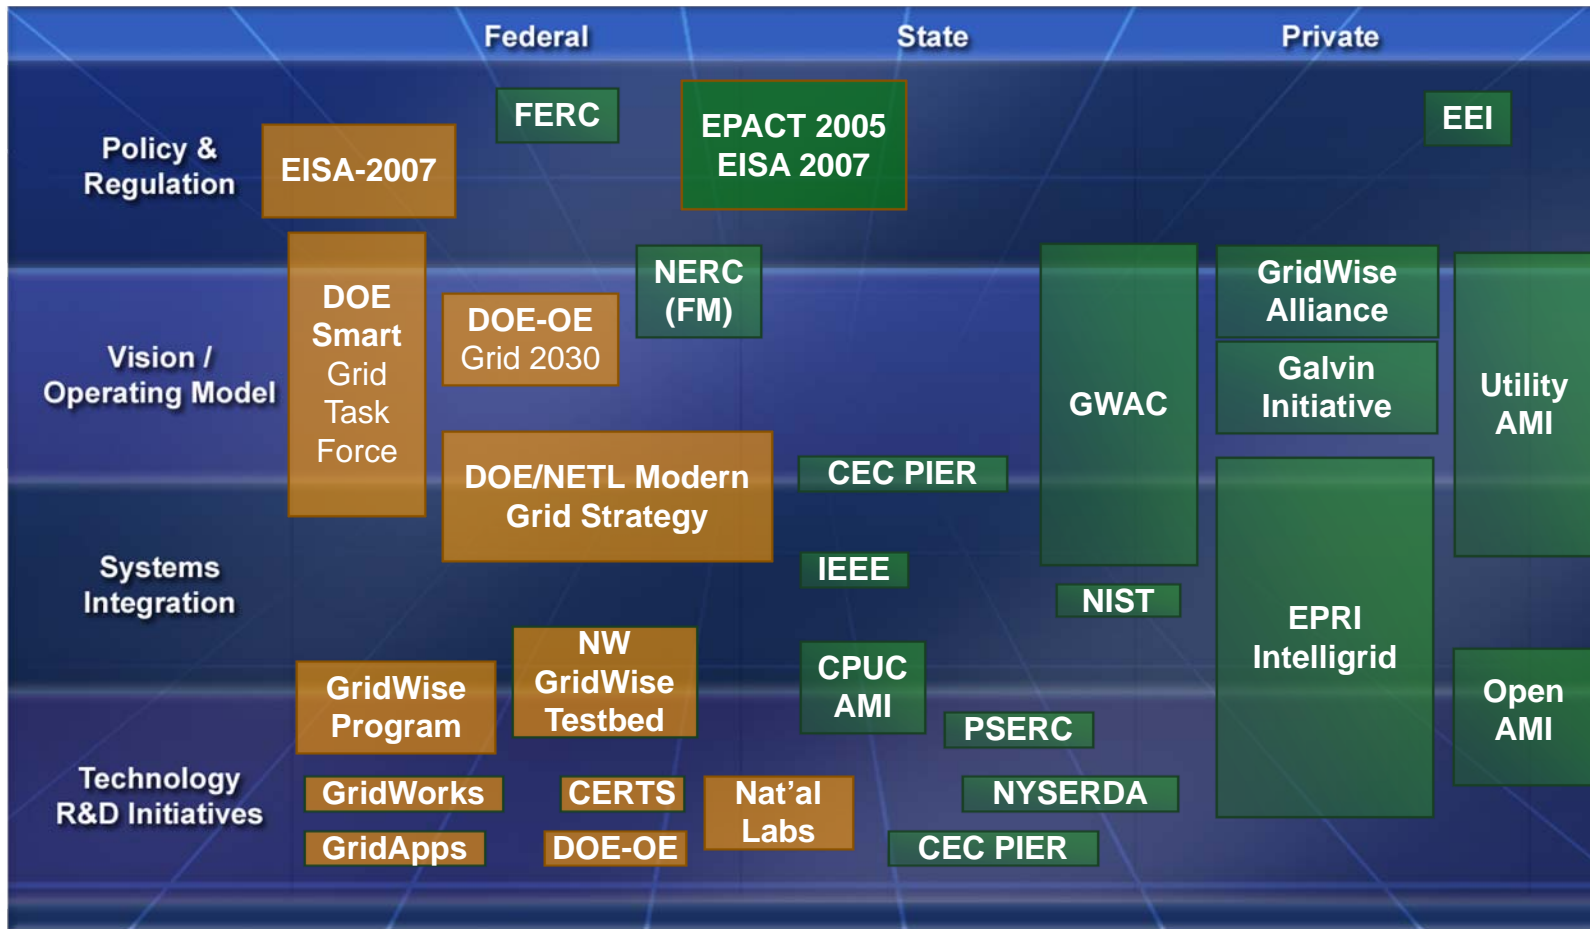 Federal
State
Private
Policy &
Regulation
EISA-2007
FERC
EPACT 2005
EISA 2007
EEI
Vision /
Operating Model
DOE
Smart
Grid
Task
Force
DOE-OE
Grid 2030
NERC
(FM)
DOE/NETL Modern
Grid Strategy
CEC PIER
GWAC
GridWise
Alliance
Galvin
Initiative
Utility
AMI
Systems
Integration
IEEE
NIST
EPRI
Intelligrid
NW
GridWise
Testbed
CPUC
AMI
GridWise
Program
PSERC
Open
AMI
Technology
R&D Initiatives
GridWorks
CERTS
Nat’al
Labs
NYSERDA
GridApps
DOE-OE
CEC PIER